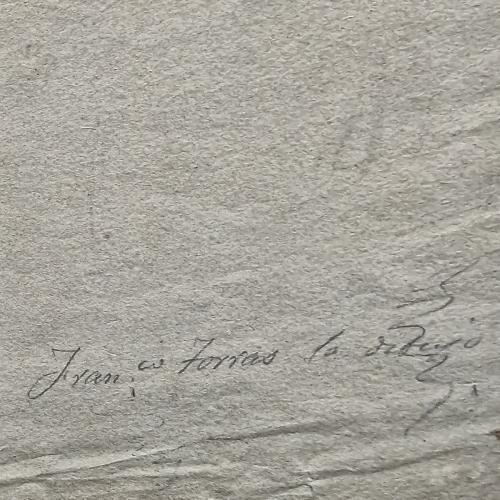 Fran.co Torras lo dibujó